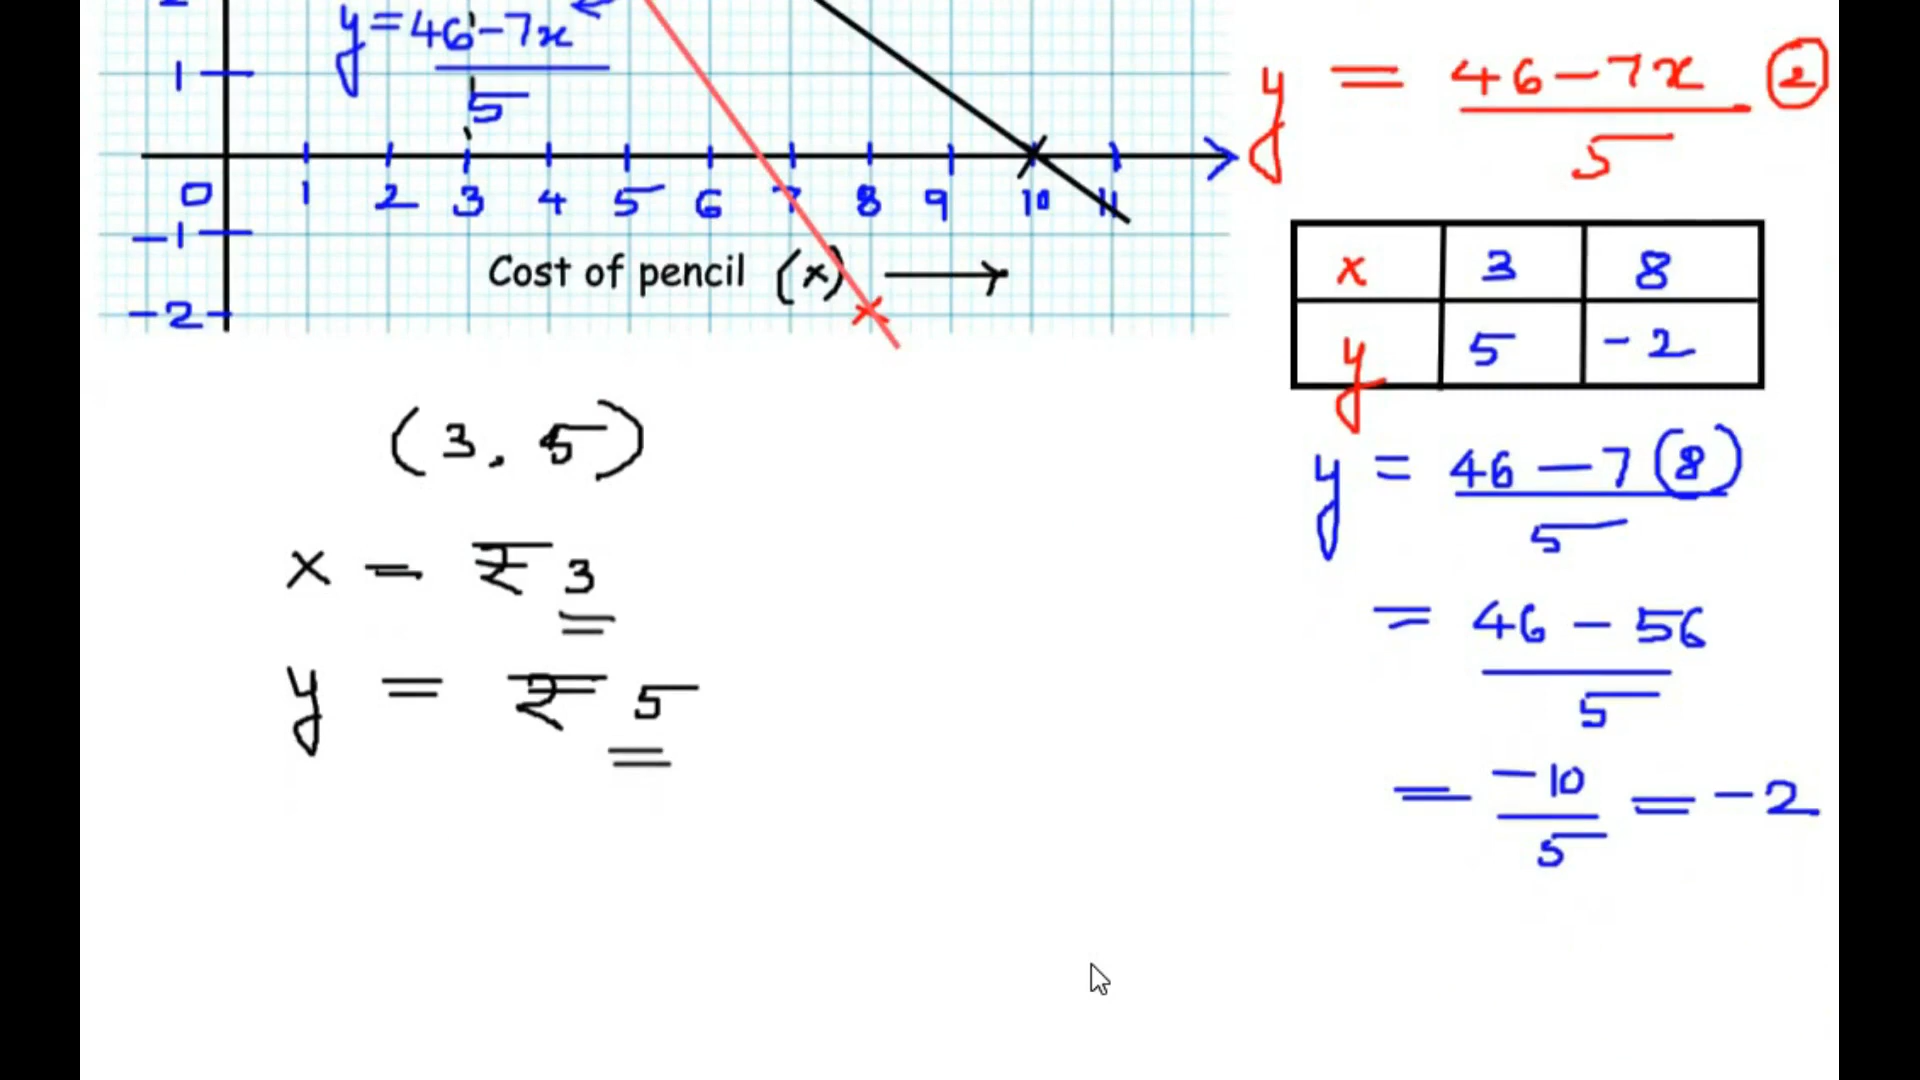 2
y = 46-7x
5
1
0 1 2 3 4 5 6 7 8 9 10 11
-1
Cost of pencil (x) →
-2
(3, 5)
x = ₹ 3
y = ₹ 5
y = 46-7x ②
5
x 3 8
y 5 -2
y = 46 - 7(8)
5
= 46 - 56
5
= -10 = -2
5